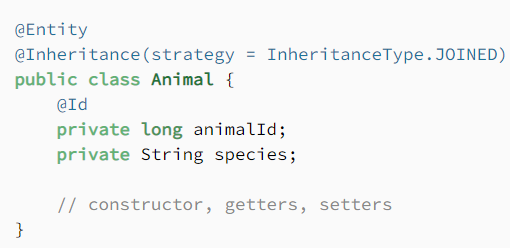 @Entity
@Inheritance(strategy = InheritanceType.JOINED)
public class Animal {
    @Id
    private long animalId;
    private String species;

    // constructor, getters, setters
}